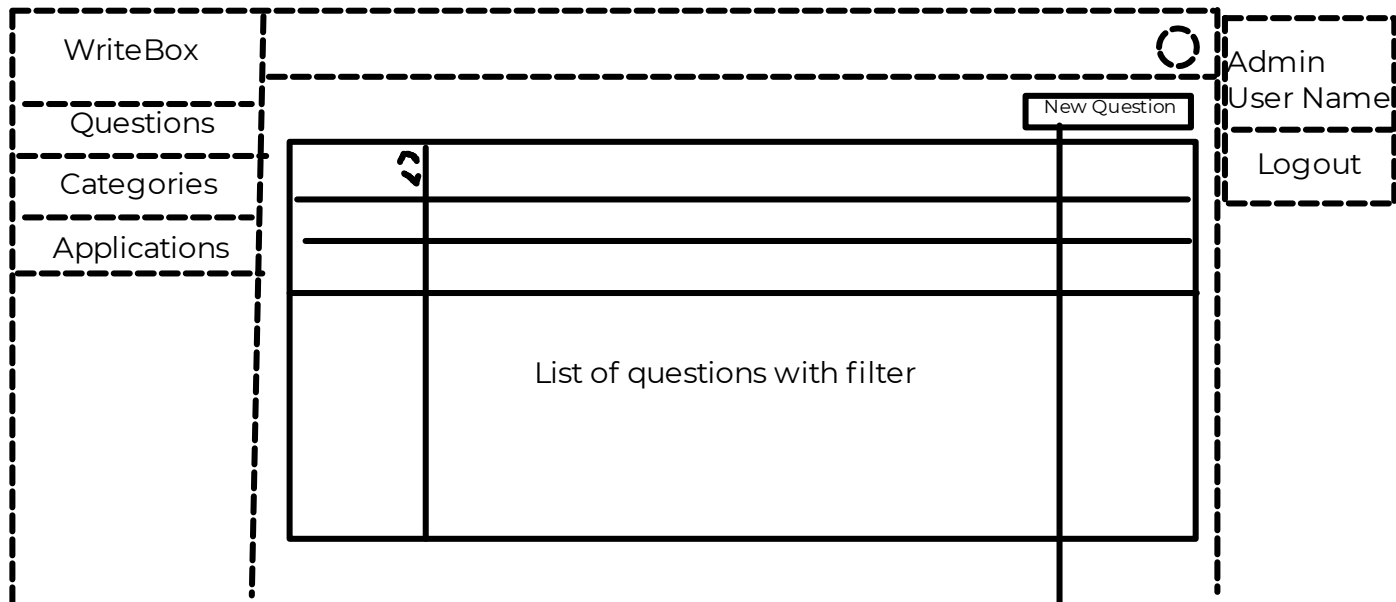 WriteBox
Questions
Categories
Applications
New Question
List of questions with filter
Admin
User Name
Logout